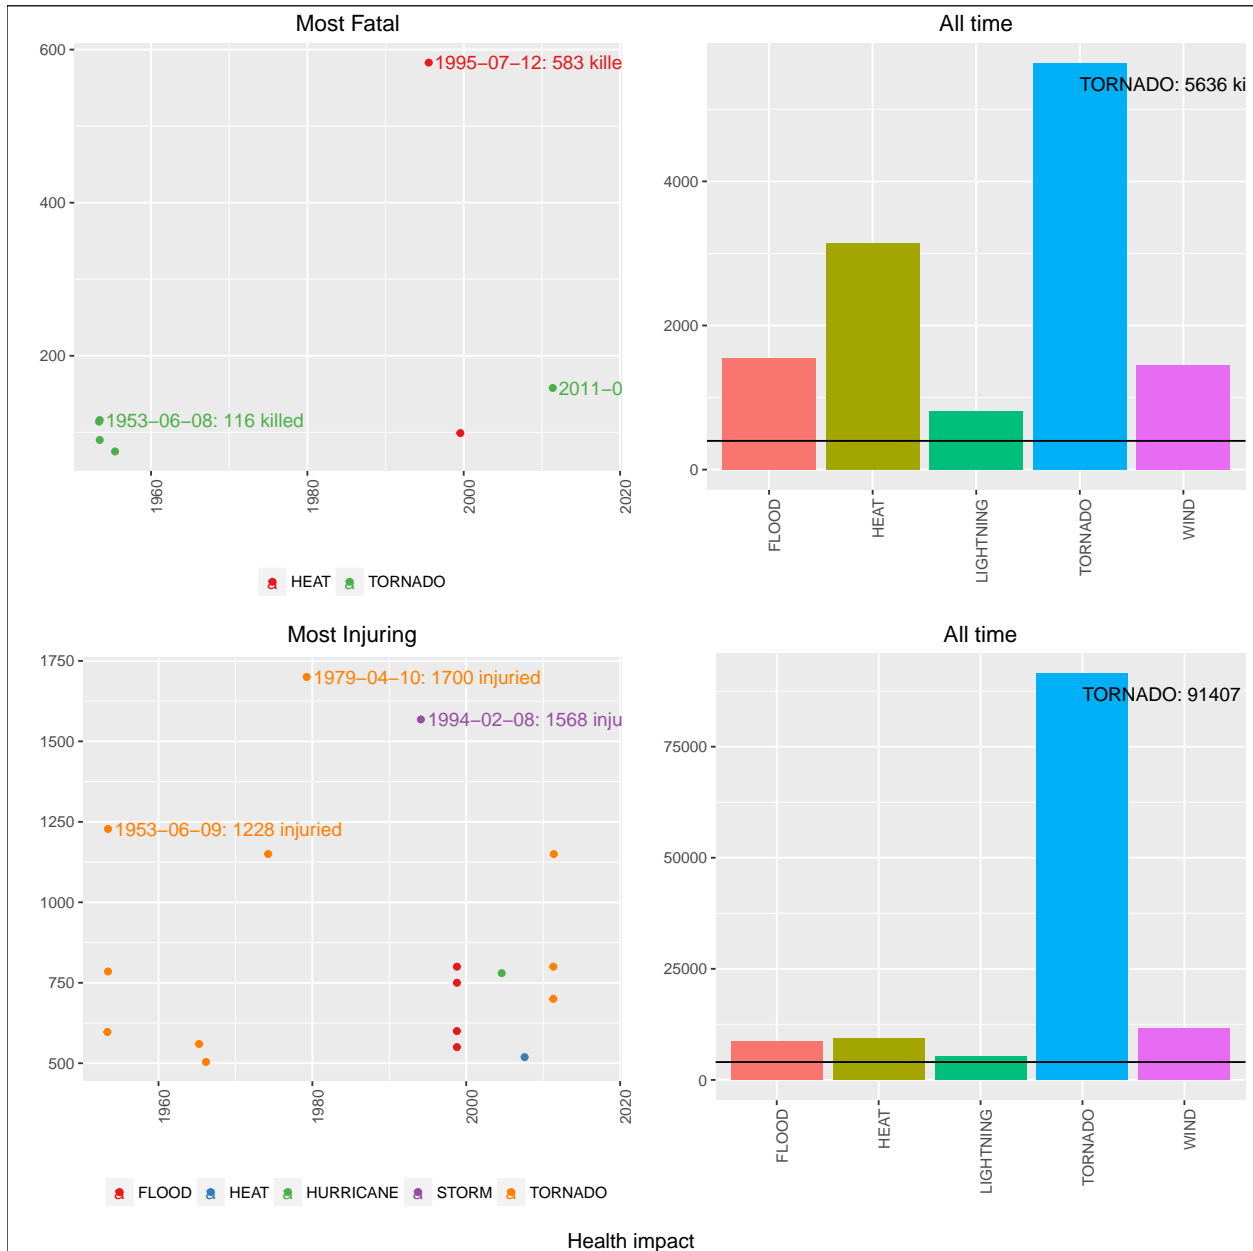 Most Fatal
600
400
200
1995−07−12: 583 kille
2011−0
1953−06−08: 116 killed
1960
1980
2000
2020
HEAT
TORNADO
All time
4000
2000
0
TORNADO: 5636 ki
FLOOD
HEAT
LIGHTNING
TORNADO
WIND
Most Injuring
1750
1500
1250
1000
750
500
1979−04−10: 1700 injuried
1994−02−08: 1568 inju
1953−06−09: 1228 injuried
1960
1980
2000
2020
FLOOD
HEAT
HURRICANE
STORM
TORNADO
All time
75000
50000
25000
0
TORNADO: 91407
FLOOD
HEAT
LIGHTNING
TORNADO
WIND
Health impact